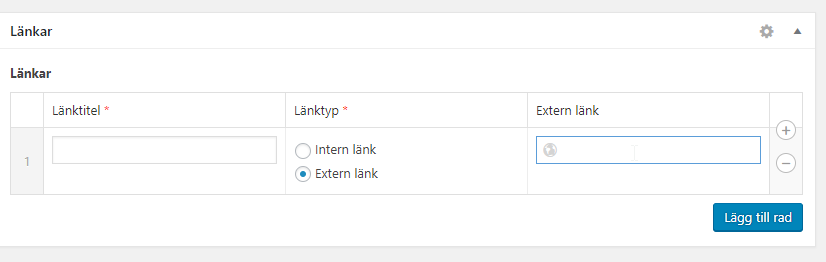 Länkar
Länkar
Länktitel * Länktyp * Extern länk
1
Intern länk
Extern länk
Lägg till rad